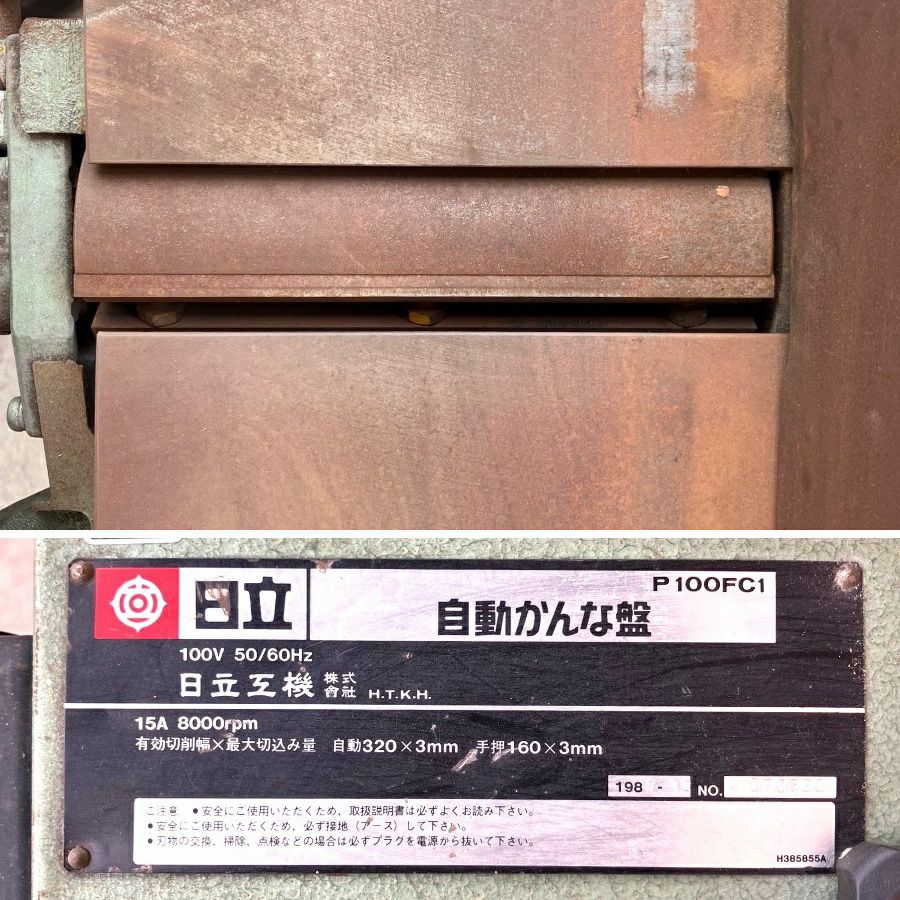 日立
P100FC1
自動かんな盤
100V 50/60Hz
日立工機 株式会社 H.T.K.H.
15A 8000rpm
有効切削幅×最大切込み量 自動320×3mm 手押160×3mm
198 - NO.
ご注意 ●安全にご使用いただくため、取扱説明書は必ずよくお読み下さい。
●安全にご使用いただくため、必ず接地（アース）して下さい。
●刃物の交換、掃除、点検などの場合は必ずプラグを電源から抜いて下さい。
H385855A